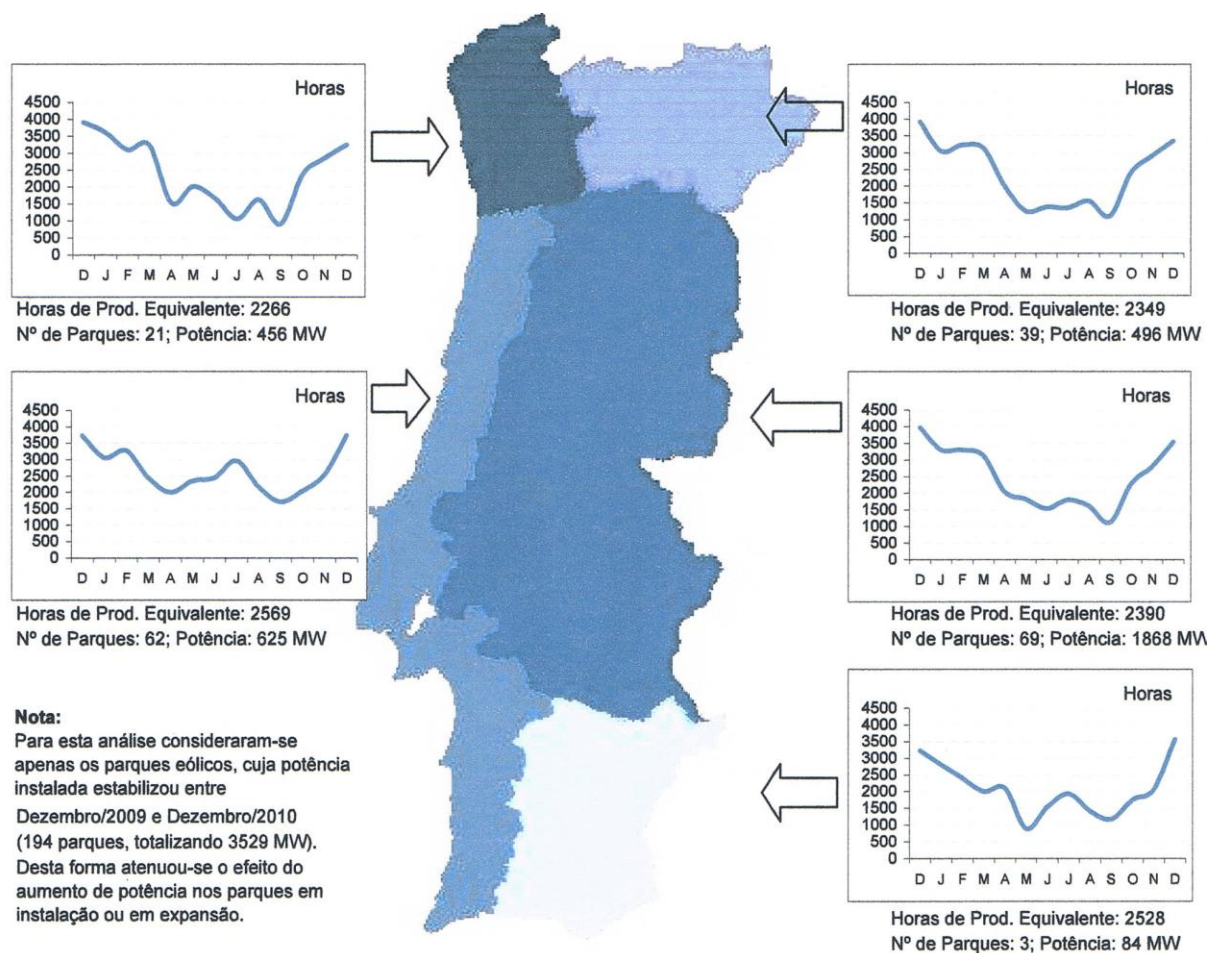 Horas
4500
4000
3500
3000
2500
2000
1500
1000
500
0
D J F M A M J J A S O N D
Horas de Prod. Equivalente: 2266
Nº de Parques: 21; Potência: 456 MW
Horas
4500
4000
3500
3000
2500
2000
1500
1000
500
0
D J F M A M J J A S O N D
Horas de Prod. Equivalente: 2349
Nº de Parques: 39; Potência: 496 MW
Horas
4500
4000
3500
3000
2500
2000
1500
1000
500
0
D J F M A M J J A S O N D
Horas de Prod. Equivalente: 2569
Nº de Parques: 62; Potência: 625 MW
Horas
4500
4000
3500
3000
2500
2000
1500
1000
500
0
D J F M A M J J A S O N D
Horas de Prod. Equivalente: 2390
Nº de Parques: 69; Potência: 1868 MW
Nota:
Para esta análise consideraram-se
apenas os parques eólicos, cuja potência
instalada estabilizou entre
Dezembro/2009 e Dezembro/2010
(194 parques, totalizando 3529 MW).
Desta forma atenuou-se o efeito do
aumento de potência nos parques em
instalação ou em expansão.
Horas
4500
4000
3500
3000
2500
2000
1500
1000
500
0
D J F M A M J J A S O N D
Horas de Prod. Equivalente: 2528
Nº de Parques: 3; Potência: 84 MW